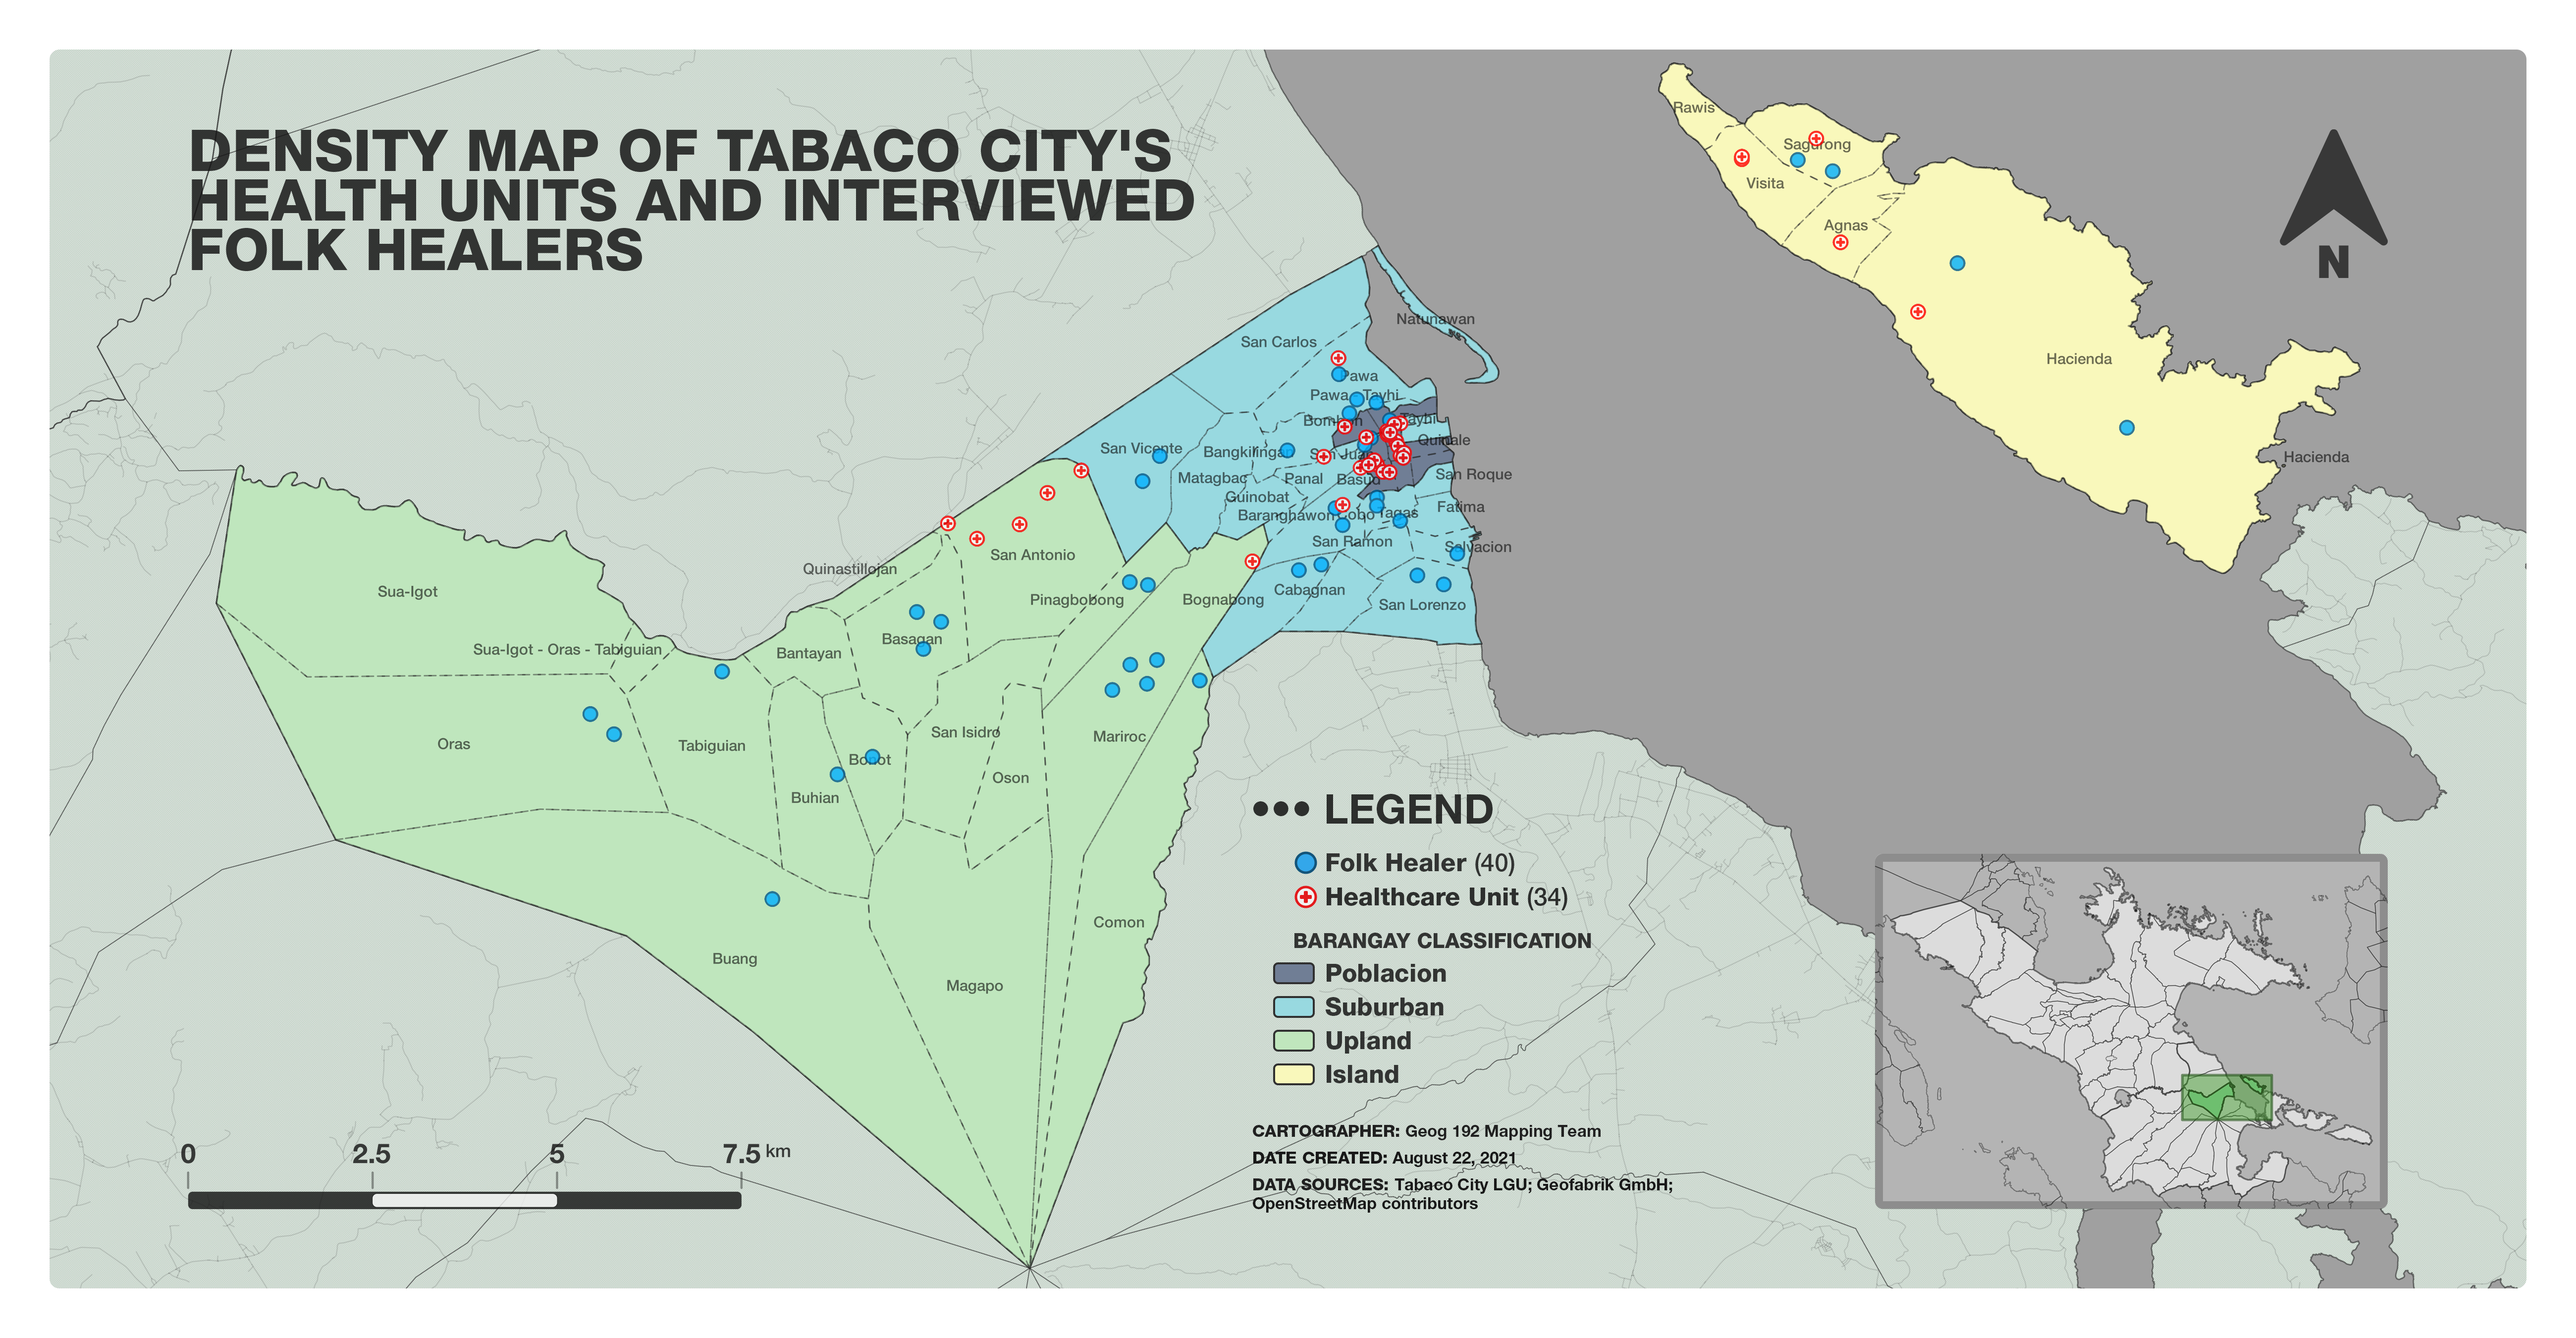 DENSITY MAP OF TABACO CITY'S
HEALTH UNITS AND INTERVIEWED
FOLK HEALERS
Rawis
Sagurong
Visita
Agnas
N
Hacienda
Hacienda
Natunawan
San Carlos
Pawa
Pawa
Tayhi
Tayhi
Quinale
San Vicente
Bangkilingan
San Juan
Matagbac
Panal
Basud
San Roque
Guinobat
Baranghawon
Cobo
Tagas
Fatima
San Ramon
Salvacion
San Antonio
Quinastillojan
Sua-Igot
Pinagbobong
Bognabong
Cabagnan
San Lorenzo
Basagan
Sua-Igot - Oras - Tabiguian
Bantayan
Oras
Tabiguian
San Isidro
Mariroc
Oson
Buhian
Comon
Buang
Magapo
LEGEND
Folk Healer (40)
Healthcare Unit (34)
BARANGAY CLASSIFICATION
Poblacion
Suburban
Upland
Island
CARTOGRAPHER: Geog 192 Mapping Team
DATE CREATED: August 22, 2021
DATA SOURCES: Tabaco City LGU; Geofabrik GmbH;
OpenStreetMap contributors
0 2.5 5 7.5 km